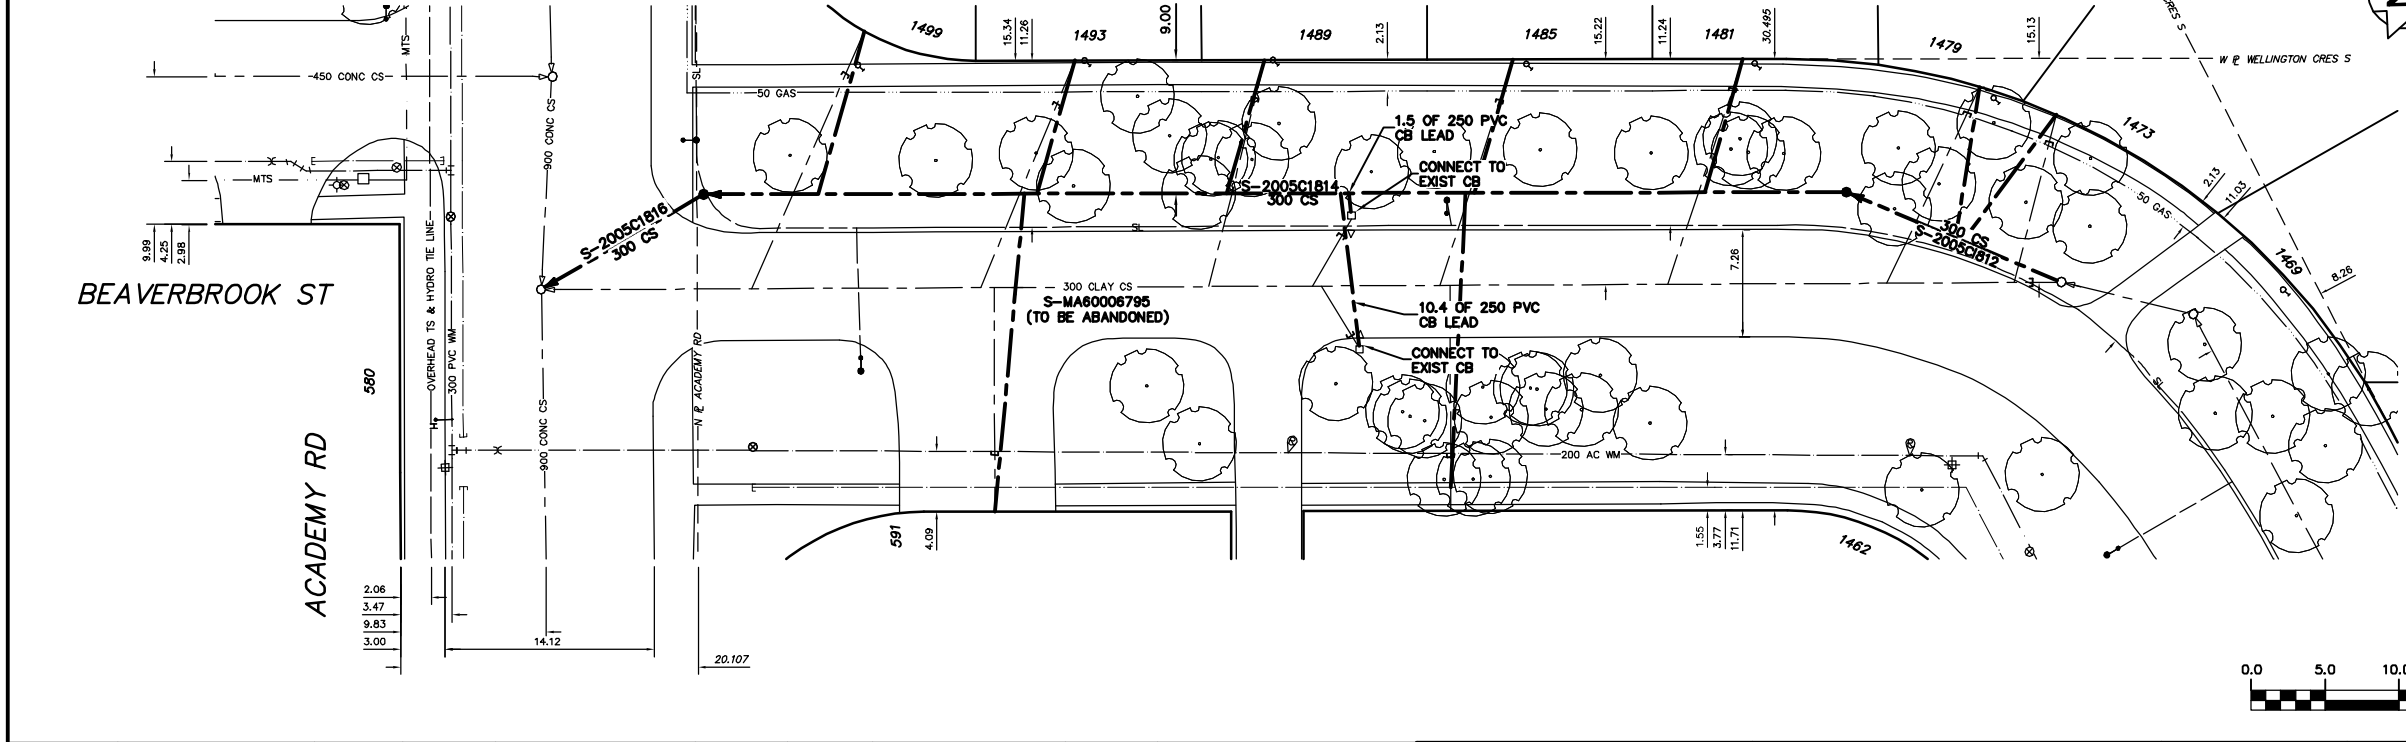 1499
15.34
11.26
1493
9.00
1489
2.13
1485
15.22
11.24
1481
30.495
1479
15.13
W ⅊ WELLINGTON CRES S
CRES S
MTS
450 CONC CS
900 CONC CS
SL
50 GAS
1.5 OF 250 PVC
CB LEAD
CONNECT TO
EXIST CB
1473
2.13
11.03
50 GAS
MTS
S-2005C1814
300 CS
S-2005C1816
300 CS
SL
300 CS
S-2005C1812
1469
8.26
9.99
4.25
2.98
BEAVERBROOK ST
OVERHEAD TS & HYDRO TIE LINE
300 PVC WM
7.26
300 CLAY CS
S-MA60006795
(TO BE ABANDONED)
10.4 OF 250 PVC
CB LEAD
CONNECT TO
EXIST CB
N ⅊ ACADEMY RD
580
900 CONC CS
SL
ACADEMY RD
H
200 AC WM
591
4.09
1.55
3.77
11.71
1462
2.06
3.47
9.83
3.00
14.12
20.107
0.0 5.0 10.0